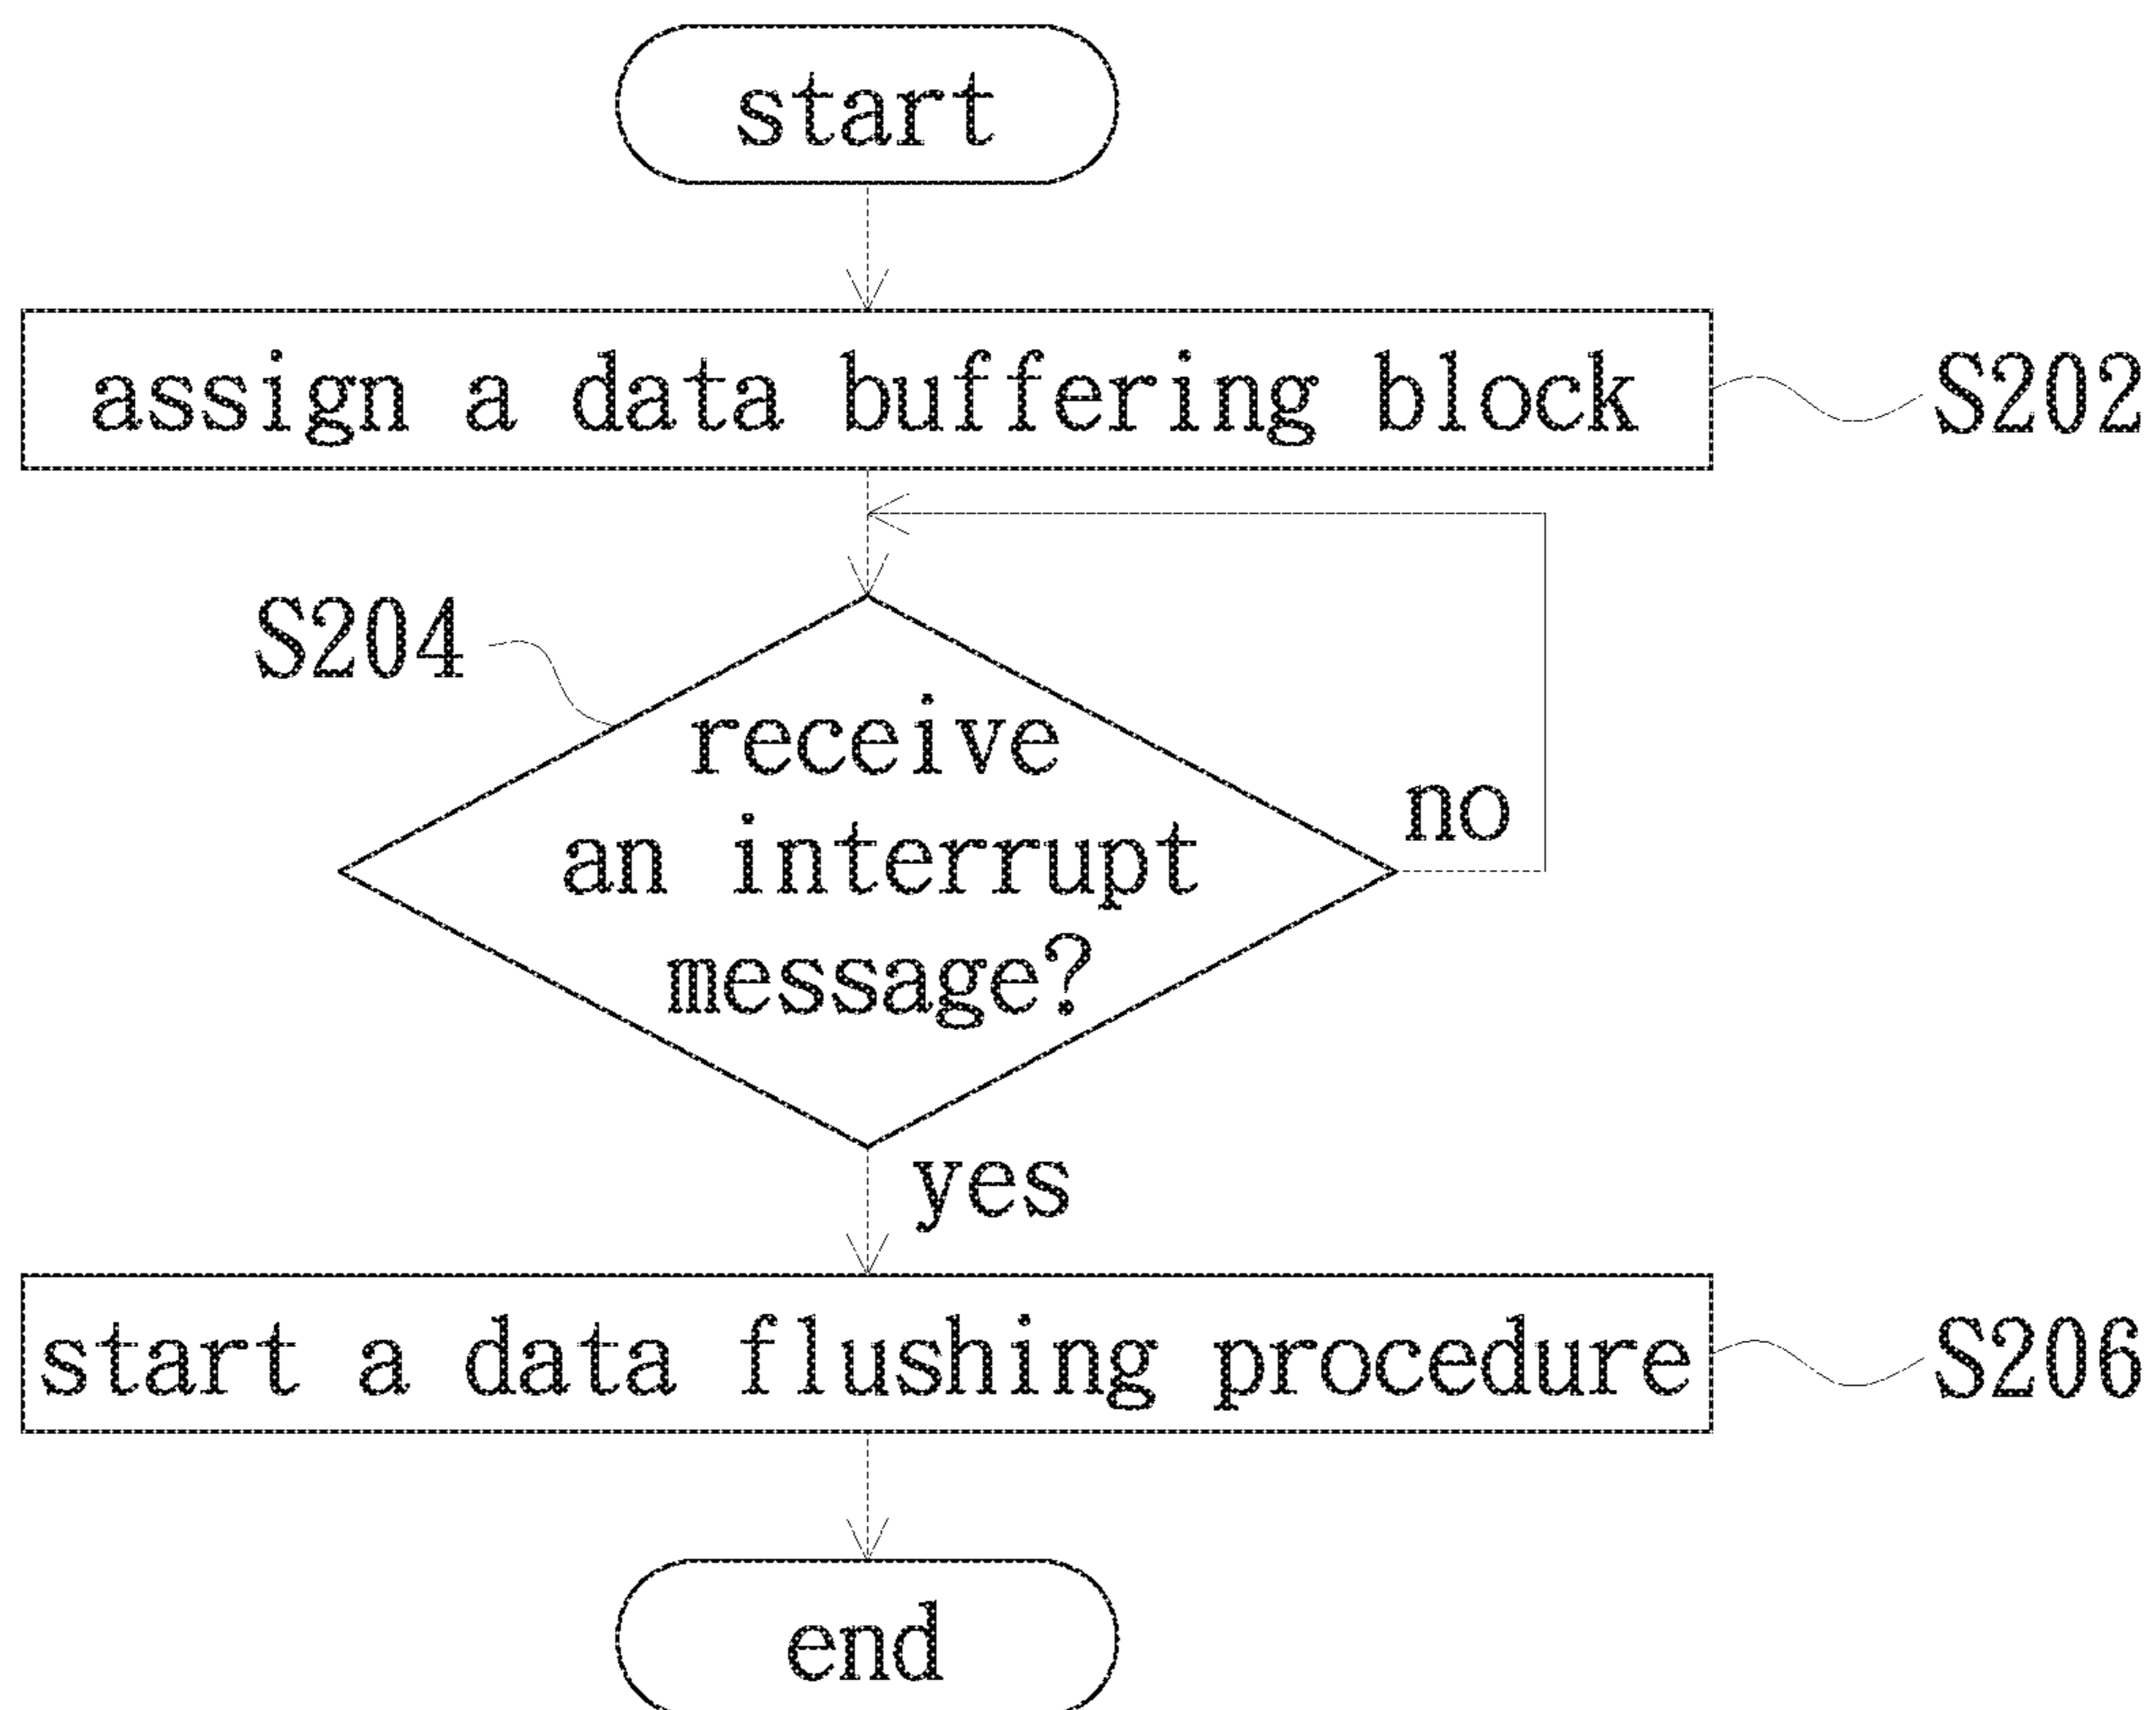 start
assign a data buffering block
S202
S204
receive
an interrupt
message?
no
yes
start a data flushing procedure
S206
end